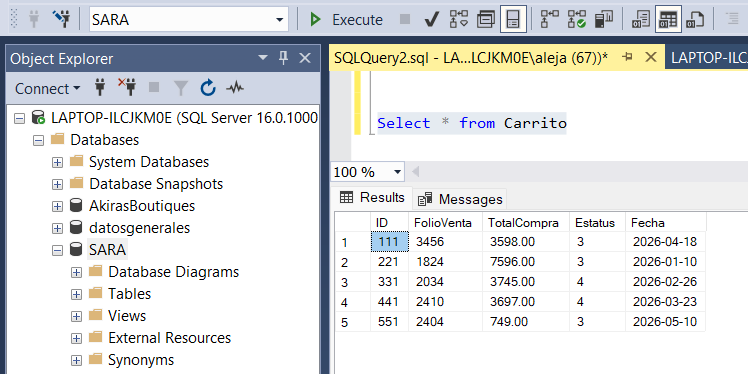 SARA
Execute
Object Explorer
Connect
LAPTOP-ILCJKM0E (SQL Server 16.0.1000
Databases
System Databases
Database Snapshots
AkirasBoutiques
datosgenerales
SARA
Database Diagrams
Tables
Views
External Resources
Synonyms
SQLQuery2.sql - LA...LCJKM0E\aleja (67))*
LAPTOP-ILC
Select * from Carrito
100 %
Results Messages
ID FolioVenta TotalCompra Estatus Fecha
1 111 3456 3598.00 3 2026-04-18
2 221 1824 7596.00 3 2026-01-10
3 331 2034 3745.00 4 2026-02-26
4 441 2410 3697.00 4 2026-03-23
5 551 2404 749.00 3 2026-05-10